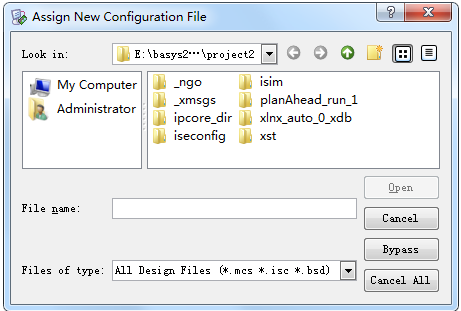 Assign New Configuration File
Look in: E:\basys2…\project2
My Computer
Administrator
_ngo
_xmsgs
ipcore_dir
iseconfig
isim
planAhead_run_1
xlnx_auto_0_xdb
xst
Open
File name:
Cancel
Bypass
Files of type: All Design Files (*.mcs *.isc *.bsd)
Cancel All